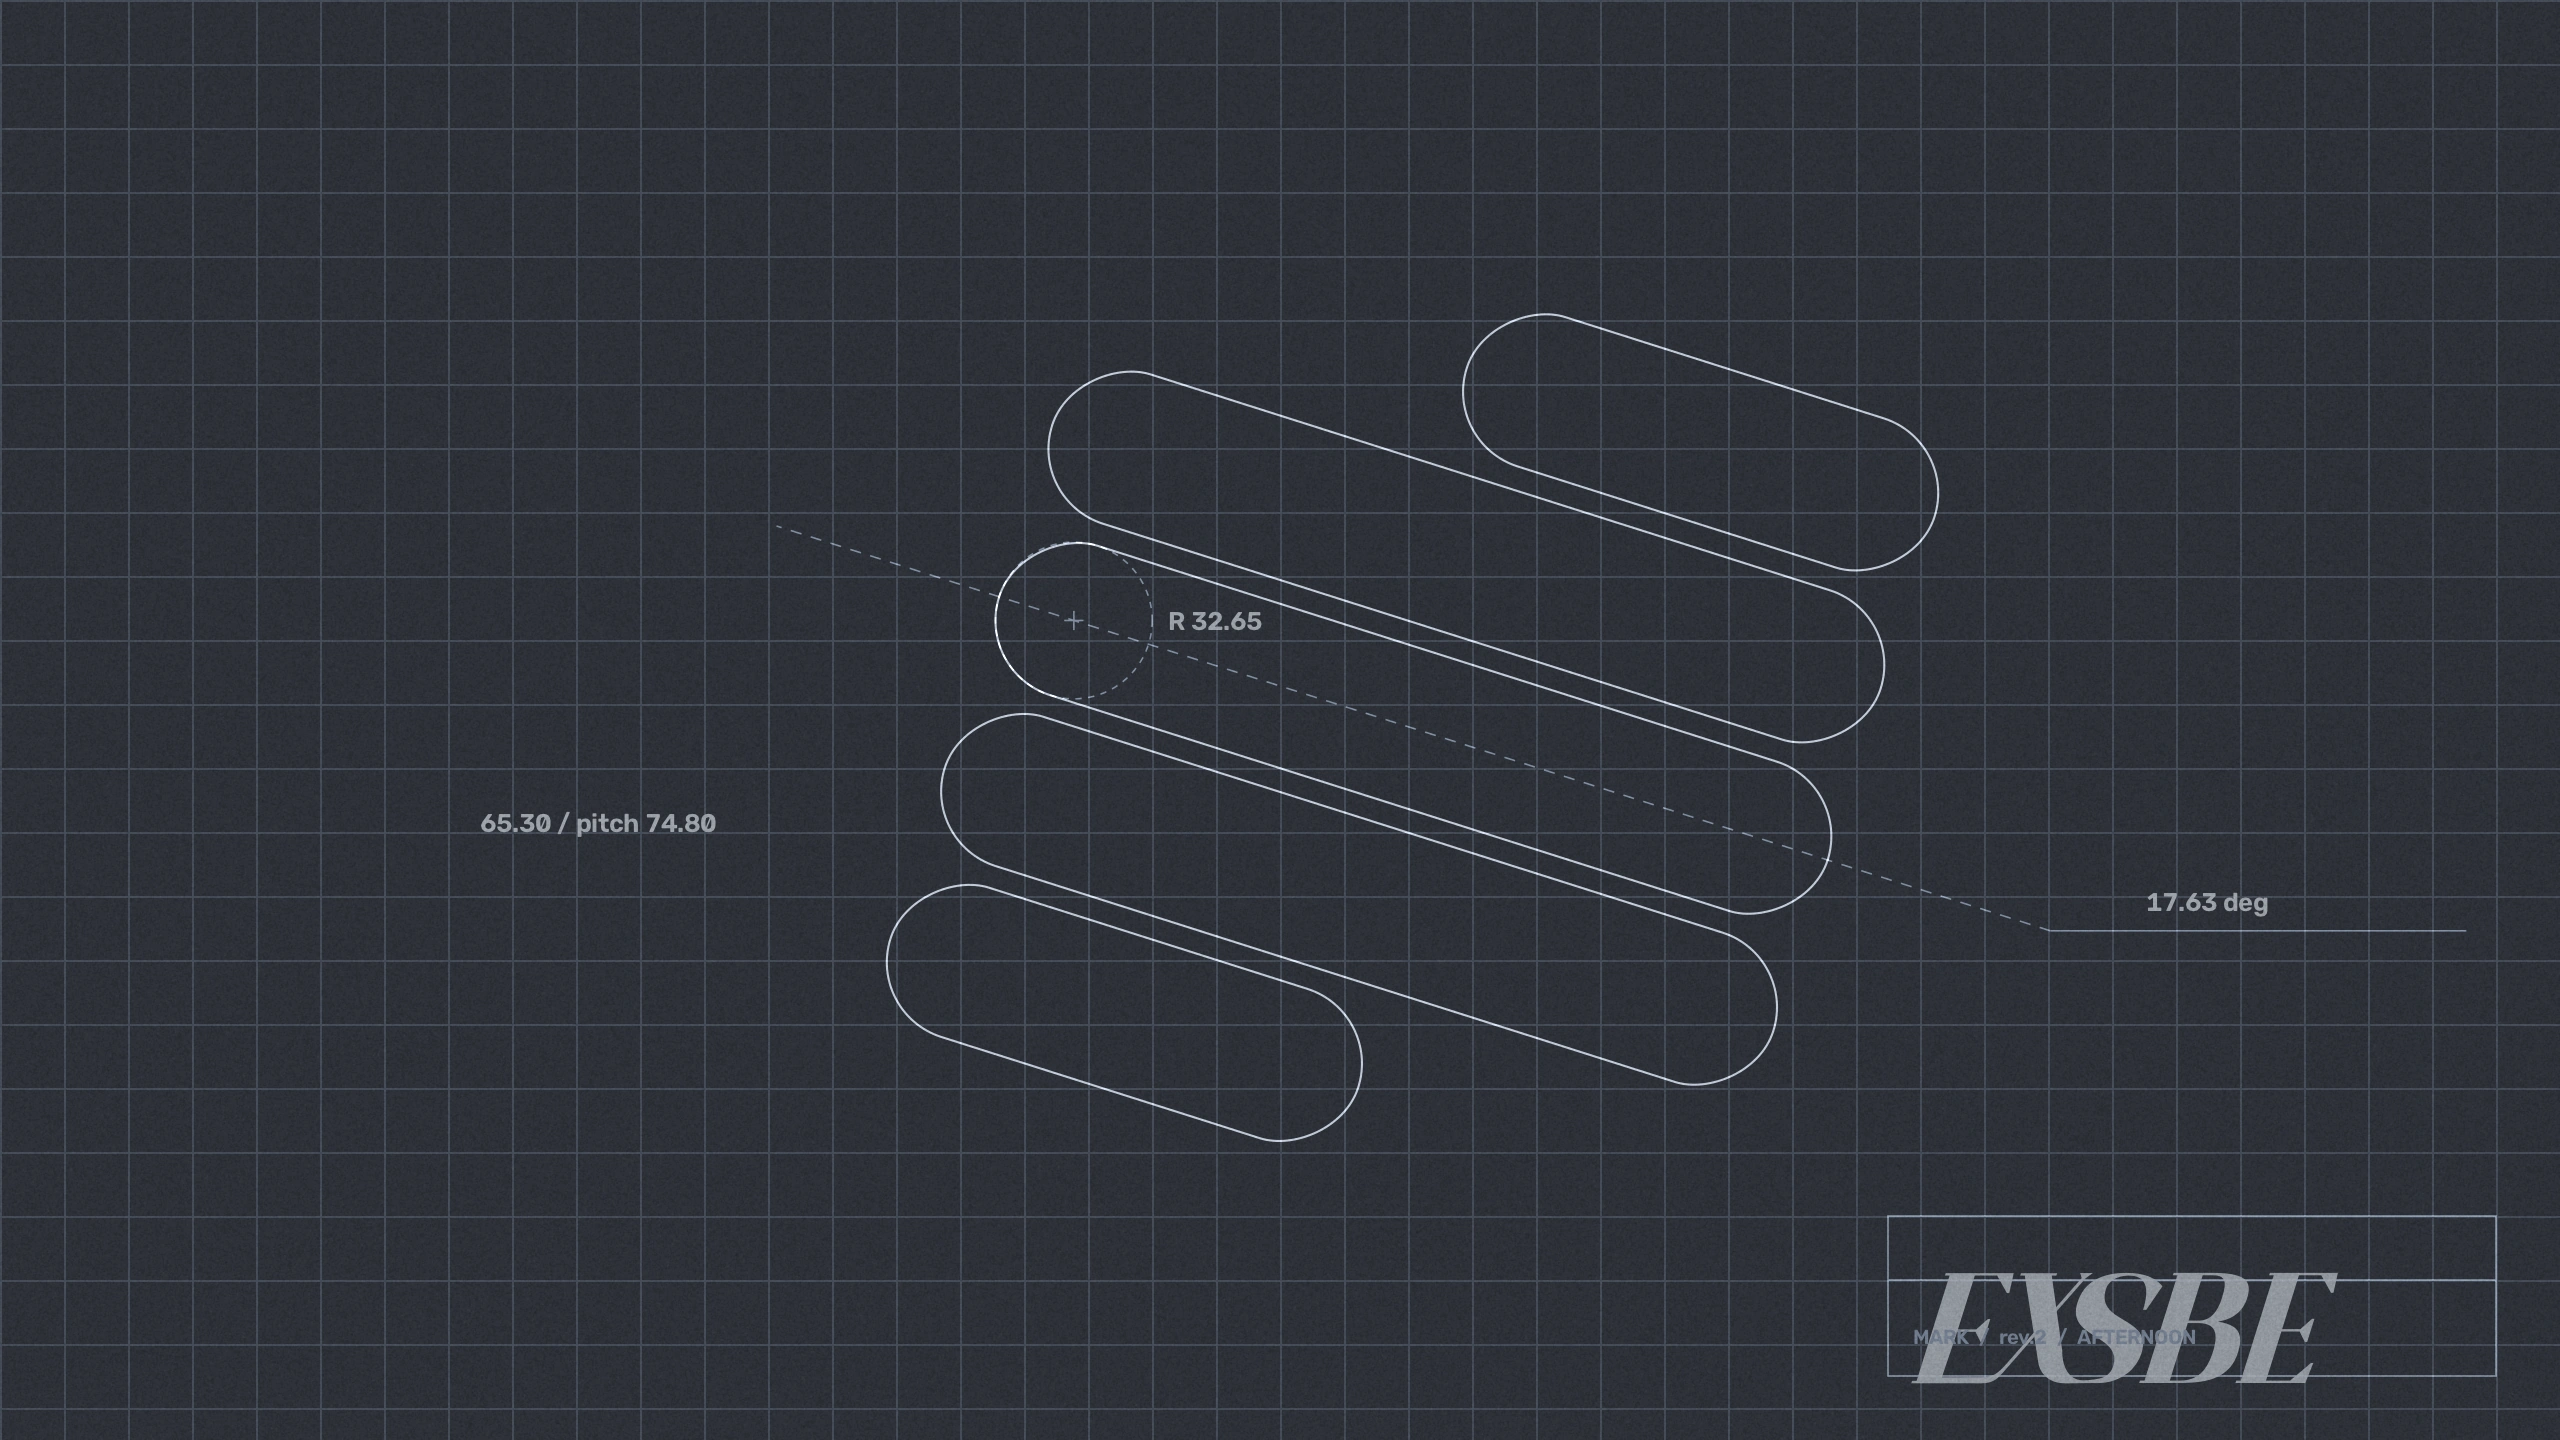 R 32.65
65.30 / pitch 74.80
17.63 deg
EXSBE
MARK / rev.2 / AFTERNOON